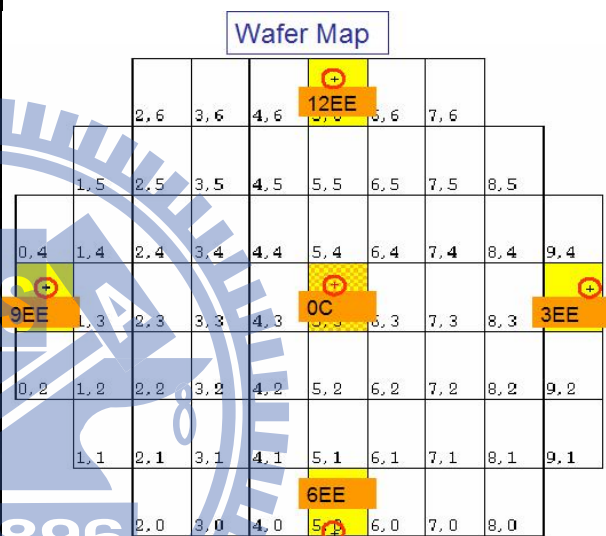 Wafer Map
12EE
2,6 3,6 4,6 6,6 7,6
1,5 2,5 3,5 4,5 5,5 6,5 7,5 8,5
0,4 1,4 2,4 3,4 4,4 5,4 6,4 7,4 8,4 9,4
9EE 0C 3EE
1,3 2,3 3,3 4,3 6,3 7,3 8,3
0,2 1,2 2,2 3,2 4,2 5,2 6,2 7,2 8,2 9,2
1,1 2,1 3,1 4,1 5,1 6,1 7,1 8,1 9,1
6EE
2,0 3,0 4,0 5,0 6,0 7,0 8,0
896